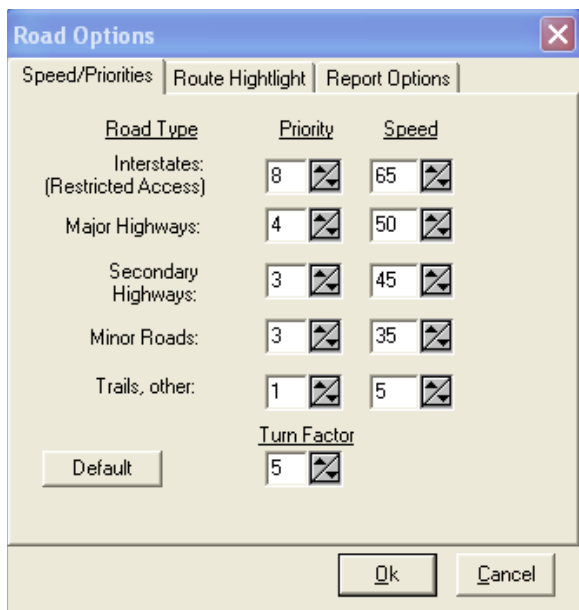 Road Options
Speed/Priorities Route Hightlight Report Options
Road Type Priority Speed
Interstates:
(Restricted Access) 8 65
Major Highways: 4 50
Secondary
Highways: 3 45
Minor Roads: 3 35
Trails, other: 1 5
Turn Factor
Default 5
Ok Cancel